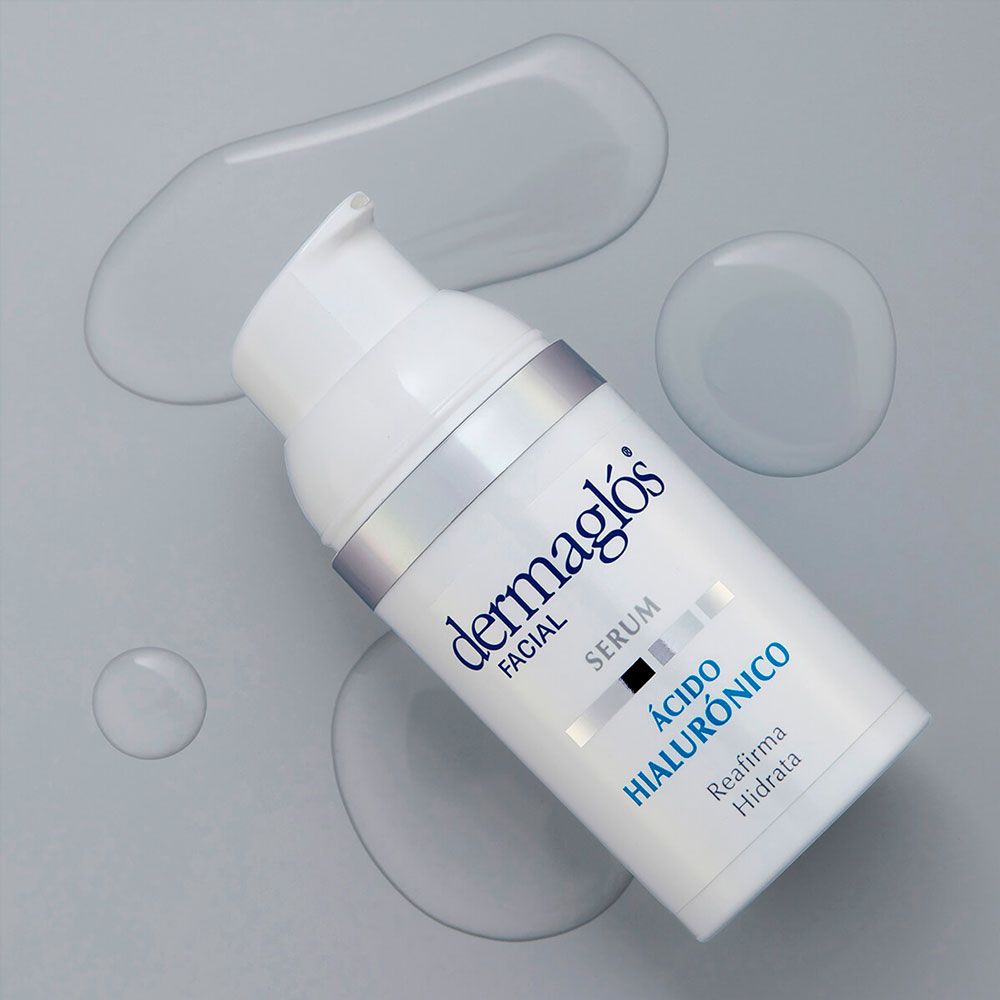 dermaglós®
FACIAL
SERUM
ÁCIDO
HIALURÓNICO
Reafirma
Hidrata